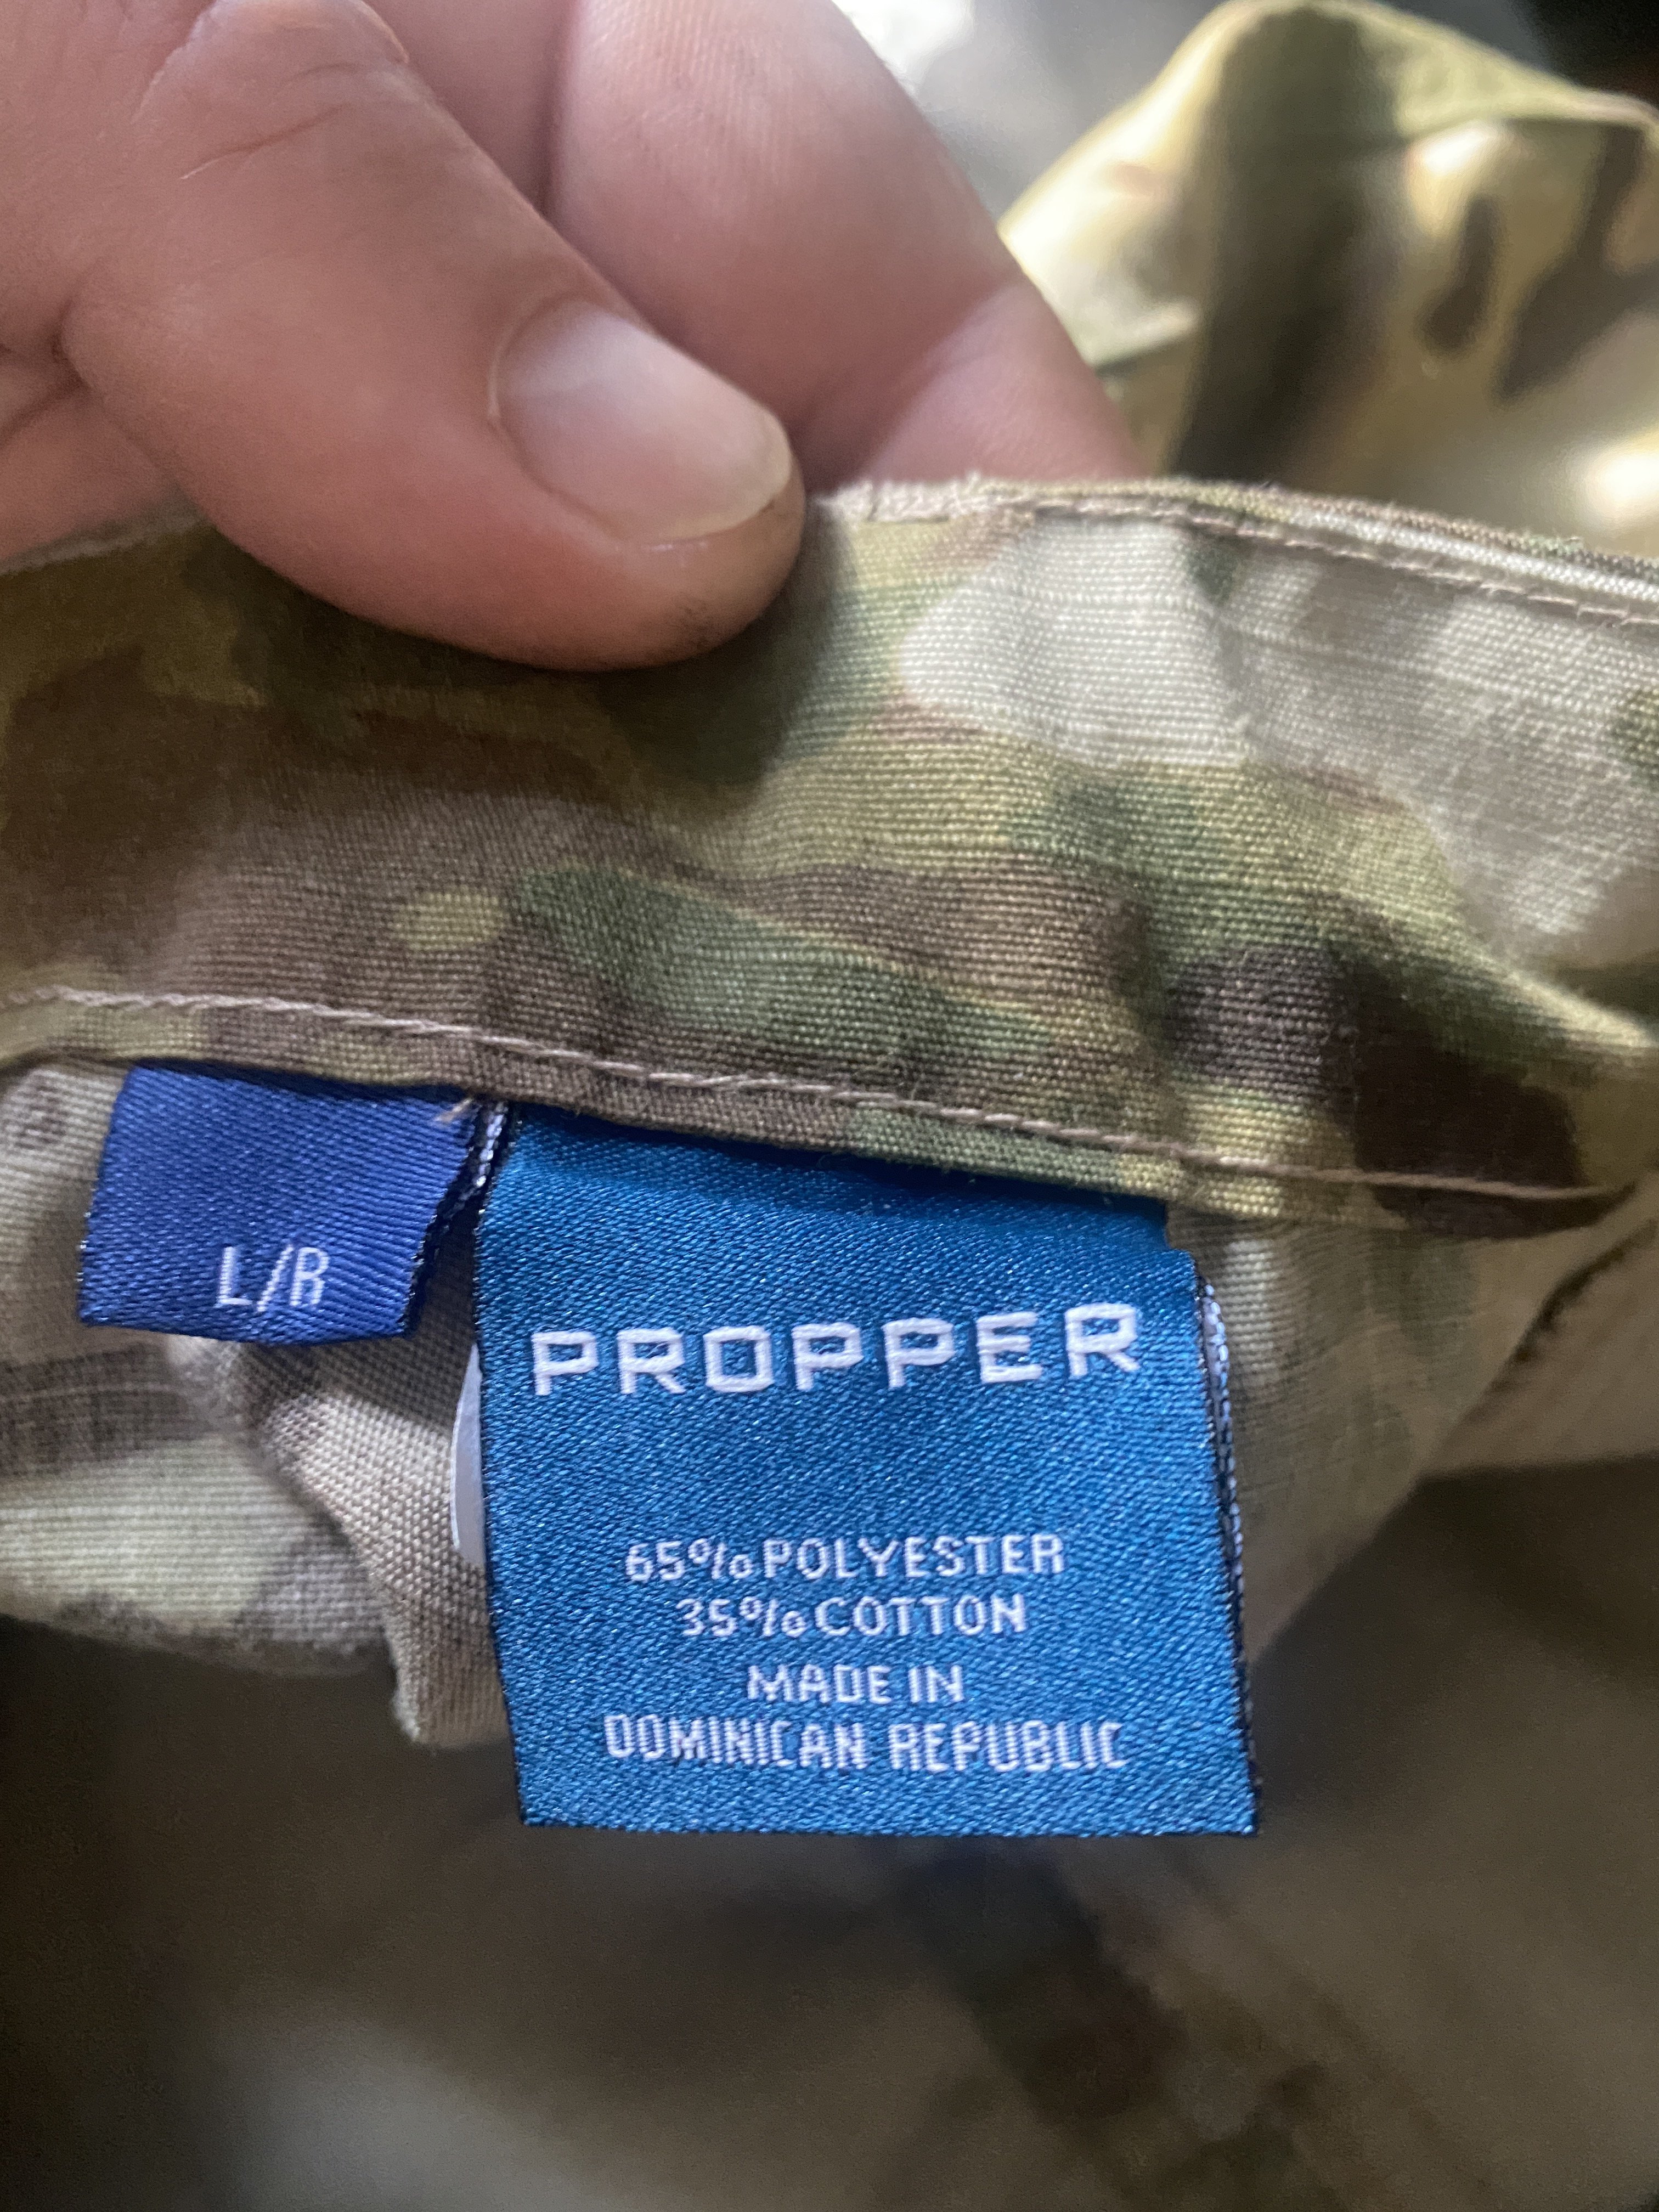 L/R
PROPPER
65% POLYESTER
35% COTTON
MADE IN
DOMINICAN REPUBLIC